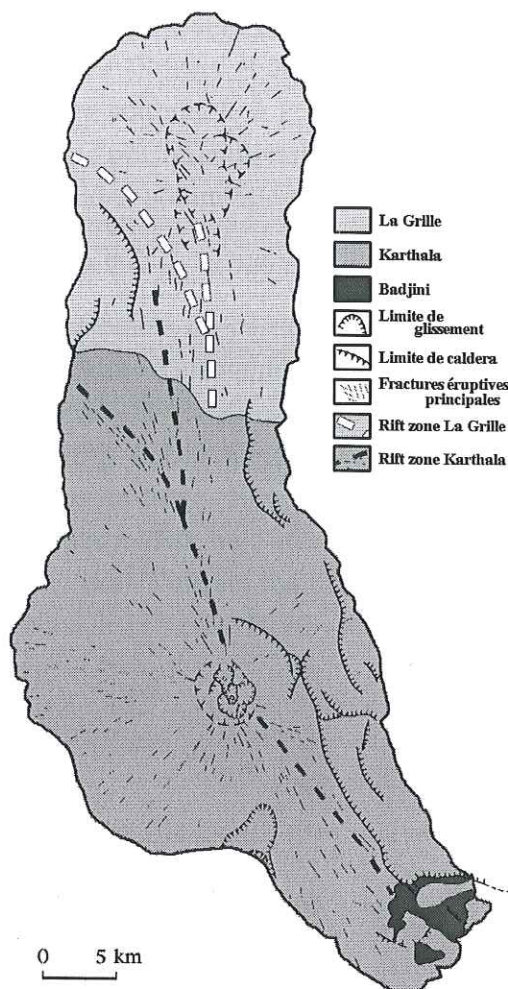 La Grille
Karthala
Badjini
Limite de
glissement
Limite de caldera
Fractures éruptives
principales
Rift zone La Grille
Rift zone Karthala
0 5 km